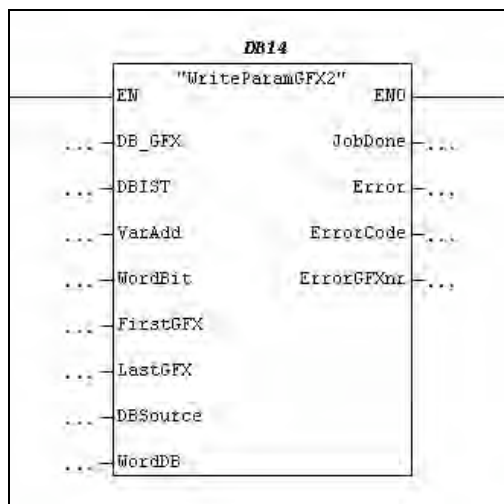 DB14
"WriteParamGFX2"
EN ENO
... DB_GFX JobDone ...
... DBIST Error ...
... VarAdd ErrorCode ...
... WordBit ErrorGFXnr ...
... FirstGFX
... LastGFX
... DBSource
... WordDB